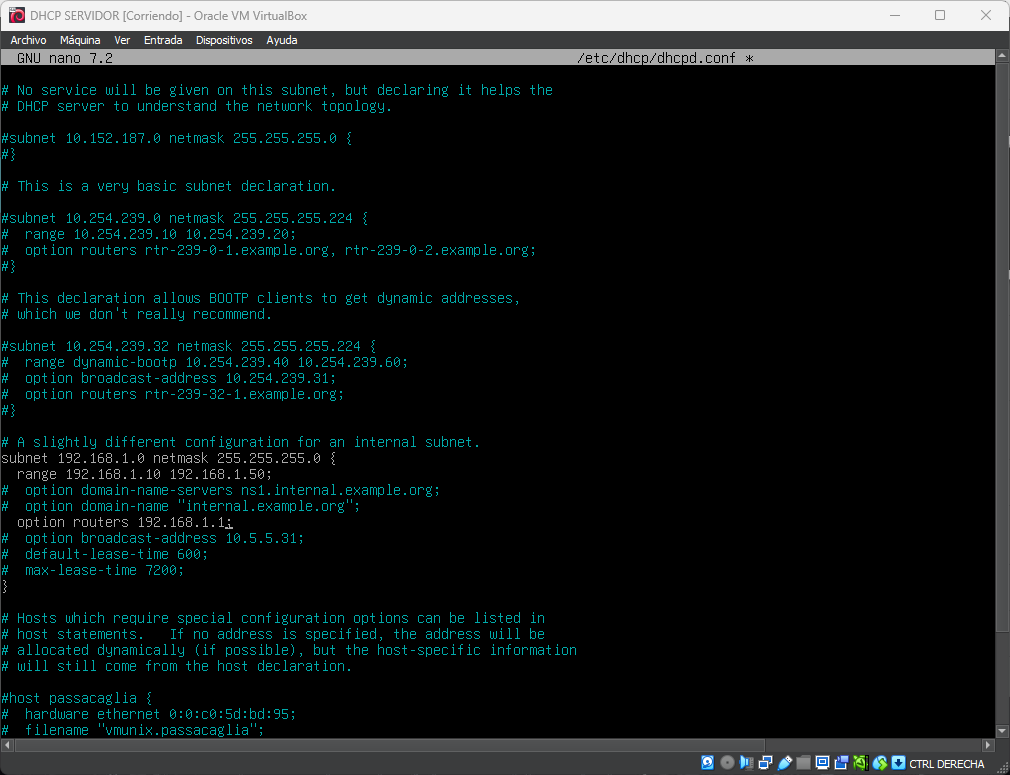 DHCP SERVIDOR [Corriendo] - Oracle VM VirtualBox
Archivo Máquina Ver Entrada Dispositivos Ayuda
GNU nano 7.2 /etc/dhcp/dhcpd.conf *
# No service will be given on this subnet, but declaring it helps the
# DHCP server to understand the network topology.
#subnet 10.152.187.0 netmask 255.255.255.0 {
#}
# This is a very basic subnet declaration.
#subnet 10.254.239.0 netmask 255.255.255.224 {
#  range 10.254.239.10 10.254.239.20;
#  option routers rtr-239-0-1.example.org, rtr-239-0-2.example.org;
#}
# This declaration allows BOOTP clients to get dynamic addresses,
# which we don't really recommend.
#subnet 10.254.239.32 netmask 255.255.255.224 {
#  range dynamic-bootp 10.254.239.40 10.254.239.60;
#  option broadcast-address 10.254.239.31;
#  option routers rtr-239-32-1.example.org;
#}
# A slightly different configuration for an internal subnet.
subnet 192.168.1.0 netmask 255.255.255.0 {
  range 192.168.1.10 192.168.1.50;
#  option domain-name-servers ns1.internal.example.org;
#  option domain-name "internal.example.org";
  option routers 192.168.1.1;
#  option broadcast-address 10.5.5.31;
#  default-lease-time 600;
#  max-lease-time 7200;
}
# Hosts which require special configuration options can be listed in
# host statements.   If no address is specified, the address will be
# allocated dynamically (if possible), but the host-specific information
# will still come from the host declaration.
#host passacaglia {
#  hardware ethernet 0:0:c0:5d:bd:95;
#  filename "vmunix.passacaglia";
CTRL DERECHA